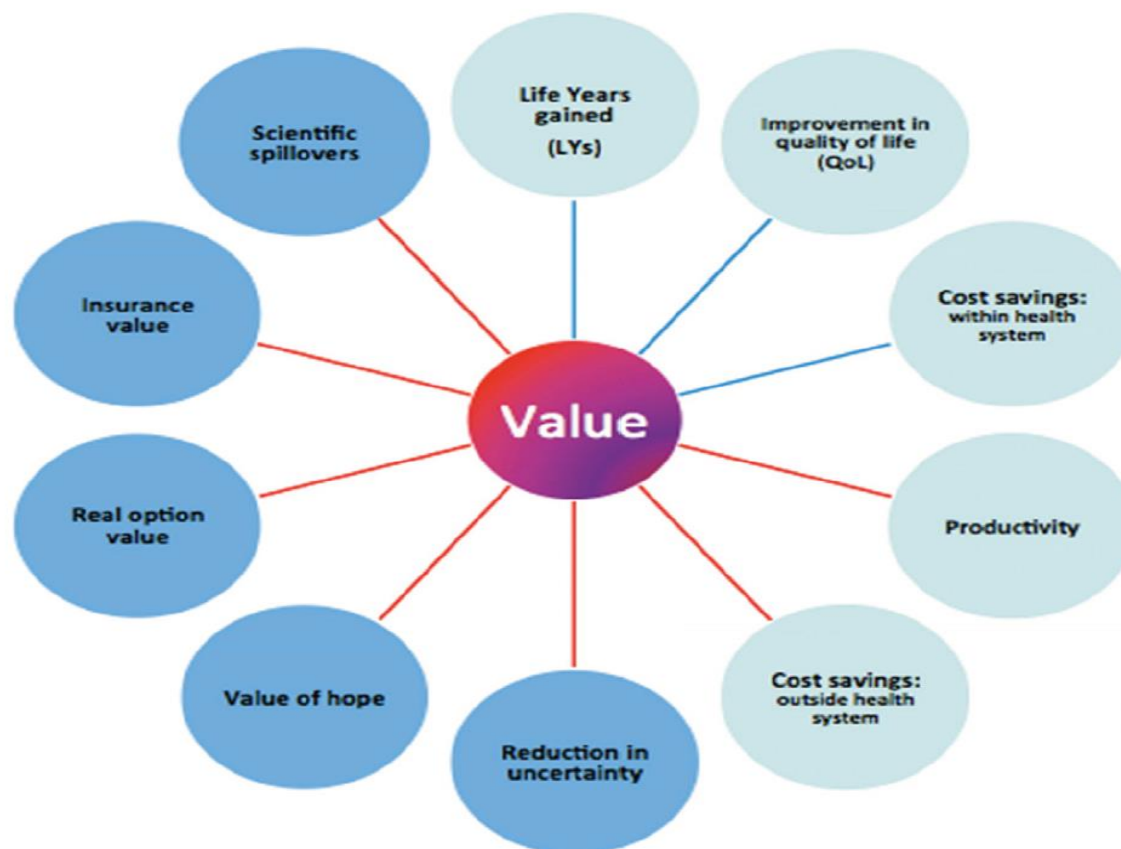 Life Years
gained
(LYs)
Improvement in
quality of life
(QoL)
Cost savings:
within health
system
Productivity
Cost savings:
outside health
system
Reduction in
uncertainty
Value of hope
Real option
value
Insurance
value
Scientific
spillovers
Value